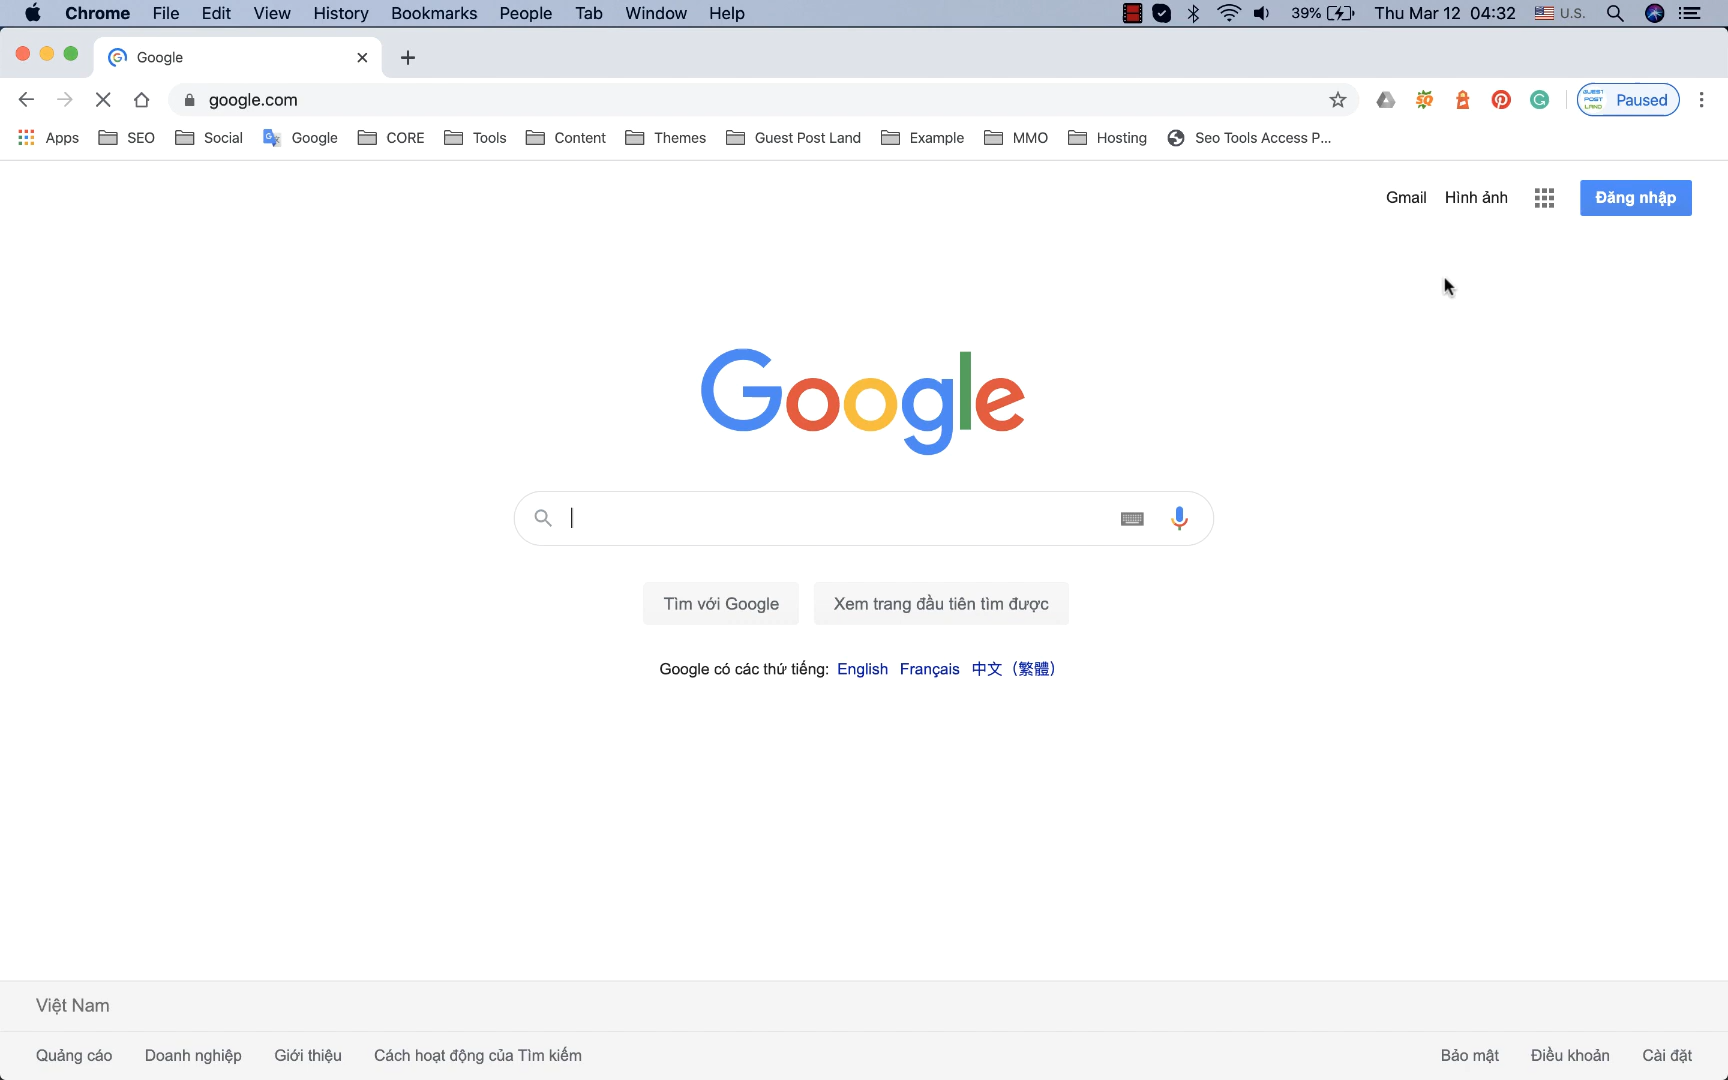 Chrome File Edit View History Bookmarks People Tab Window Help 39% Thu Mar 12 04:32 U.S.
Google
google.com GUEST POST LAND Paused
Apps SEO Social Google CORE Tools Content Themes Guest Post Land Example MMO Hosting Seo Tools Access P...
Gmail Hình ảnh Đăng nhập
Google
Tìm với Google Xem trang đầu tiên tìm được
Google có các thứ tiếng: English Français 中文（繁體）
Việt Nam
Quảng cáo Doanh nghiệp Giới thiệu Cách hoạt động của Tìm kiếm Bảo mật Điều khoản Cài đặt